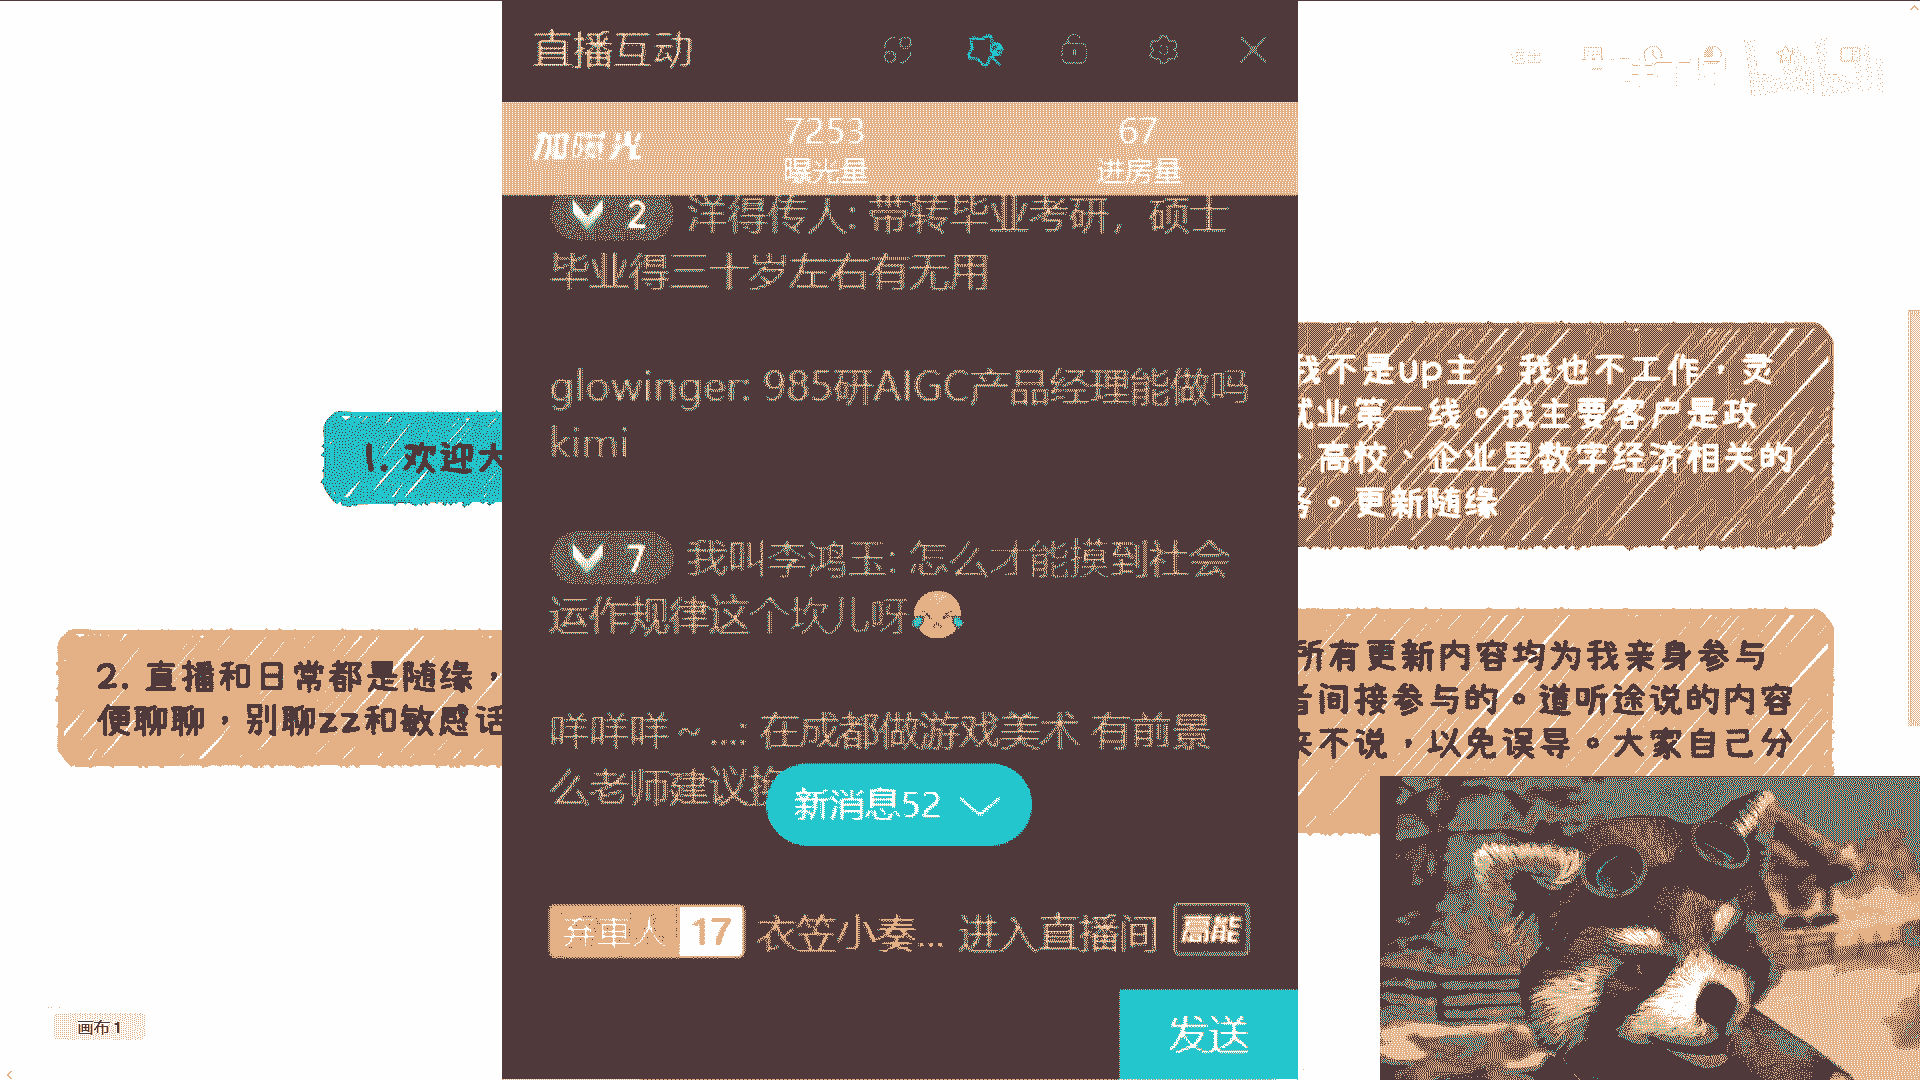 直播互动
加曝光
7253
曝光量
67
进房量
2 洋得传人: 带转毕业考研，硕士
毕业得三十岁左右有无用
glowinger: 985研AIGC产品经理能做吗
kimi
7 我叫李鸿玉: 怎么才能摸到社会
运作规律这个坎儿呀
咩咩咩～...: 在成都做游戏美术 有前景
么老师建议
新消息52
弃車人 17 衣笠小奏... 进入直播间 高能
发送
1. 欢迎大
2. 直播和日常都是随缘，
便聊聊，别聊zz和敏感话
我不是up主，我也不工作，灵
就业第一线。我主要客户是政
、高校、企业里数字经济相关的
务。更新随缘
所有更新内容均为我亲身参与
者间接参与的。道听途说的内容
来不说，以免误导。大家自己分
画布 1